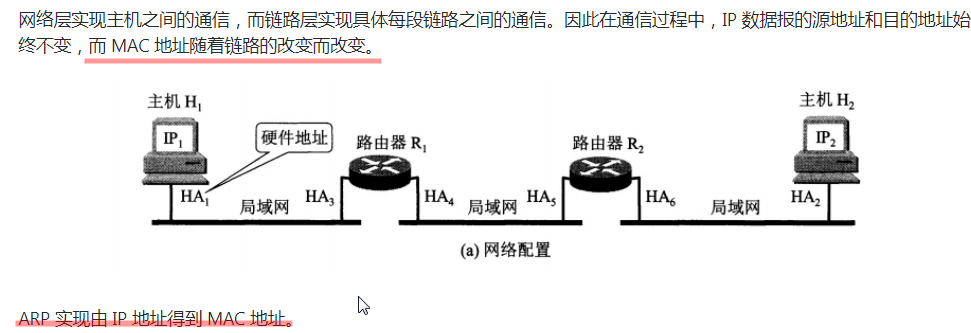 网络层实现主机之间的通信，而链路层实现具体每段链路之间的通信。因此在通信过程中，IP 数据报的源地址和目的地址始
终不变，而 MAC 地址随着链路的改变而改变。
主机 H₁
主机 H₂
IP₁
硬件地址
路由器 R₁
路由器 R₂
IP₂
HA₁
局域网
HA₃
HA₄
局域网
HA₅
HA₆
局域网
HA₂
(a) 网络配置
ARP 实现由 IP 地址得到 MAC 地址。